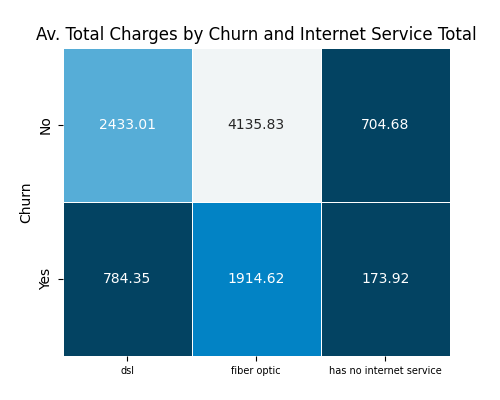 Av. Total Charges by Churn and Internet Service Total
No
2433.01 4135.83 704.68
Churn
Yes
784.35 1914.62 173.92
dsl fiber optic has no internet service